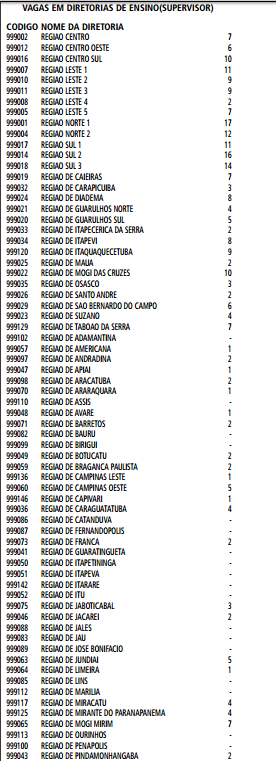 VAGAS EM DIRETORIAS DE ENSINO(SUPERVISOR)
CODIGO NOME DA DIRETORIA
999002 REGIAO CENTRO 7
999012 REGIAO CENTRO OESTE 6
999016 REGIAO CENTRO SUL 10
999007 REGIAO LESTE 1 11
999010 REGIAO LESTE 2 9
999011 REGIAO LESTE 3 9
999008 REGIAO LESTE 4 2
999005 REGIAO LESTE 5 7
999001 REGIAO NORTE 1 17
999004 REGIAO NORTE 2 12
999017 REGIAO SUL 1 11
999014 REGIAO SUL 2 16
999018 REGIAO SUL 3 14
999019 REGIAO DE CAIEIRAS 7
999032 REGIAO DE CARAPICUIBA 3
999024 REGIAO DE DIADEMA 8
999021 REGIAO DE GUARULHOS NORTE 4
999020 REGIAO DE GUARULHOS SUL 5
999033 REGIAO DE ITAPECERICA DA SERRA 2
999034 REGIAO DE ITAPEVI 8
999120 REGIAO DE ITAQUAQUECETUBA 9
999025 REGIAO DE MAUA 2
999022 REGIAO DE MOGI DAS CRUZES 10
999035 REGIAO DE OSASCO 3
999026 REGIAO DE SANTO ANDRE 2
999029 REGIAO DE SAO BERNARDO DO CAMPO 6
999023 REGIAO DE SUZANO 4
999129 REGIAO DE TABOAO DA SERRA 7
999102 REGIAO DE ADAMANTINA -
999057 REGIAO DE AMERICANA 1
999097 REGIAO DE ANDRADINA 2
999047 REGIAO DE APIAI 1
999098 REGIAO DE ARACATUBA 2
999070 REGIAO DE ARARAQUARA 1
999110 REGIAO DE ASSIS -
999048 REGIAO DE AVARE 1
999071 REGIAO DE BARRETOS 2
999082 REGIAO DE BAURU -
999099 REGIAO DE BIRIGUI -
999049 REGIAO DE BOTUCATU 2
999059 REGIAO DE BRAGANCA PAULISTA 2
999136 REGIAO DE CAMPINAS LESTE 1
999060 REGIAO DE CAMPINAS OESTE 5
999146 REGIAO DE CAPIVARI 1
999036 REGIAO DE CARAGUATATUBA 4
999086 REGIAO DE CATANDUVA -
999087 REGIAO DE FERNANDOPOLIS -
999073 REGIAO DE FRANCA 2
999041 REGIAO DE GUARATINGUETA -
999050 REGIAO DE ITAPETININGA -
999051 REGIAO DE ITAPEVA -
999142 REGIAO DE ITARARE -
999052 REGIAO DE ITU -
999075 REGIAO DE JABOTICABAL 3
999046 REGIAO DE JACAREI 2
999088 REGIAO DE JALES -
999083 REGIAO DE JAU -
999089 REGIAO DE JOSE BONIFACIO -
999063 REGIAO DE JUNDIAI 5
999064 REGIAO DE LIMEIRA 1
999085 REGIAO DE LINS -
999112 REGIAO DE MARILIA -
999117 REGIAO DE MIRACATU 4
999125 REGIAO DE MIRANTE DO PARANAPANEMA 4
999065 REGIAO DE MOGI MIRIM 7
999113 REGIAO DE OURINHOS -
999100 REGIAO DE PENAPOLIS -
999043 REGIAO DE PINDAMONHANGABA 2